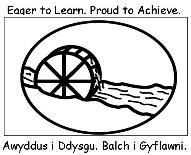 Eager to Learn. Proud to Achieve.
Awyddus i Ddysgu. Balch i Gyflawni.